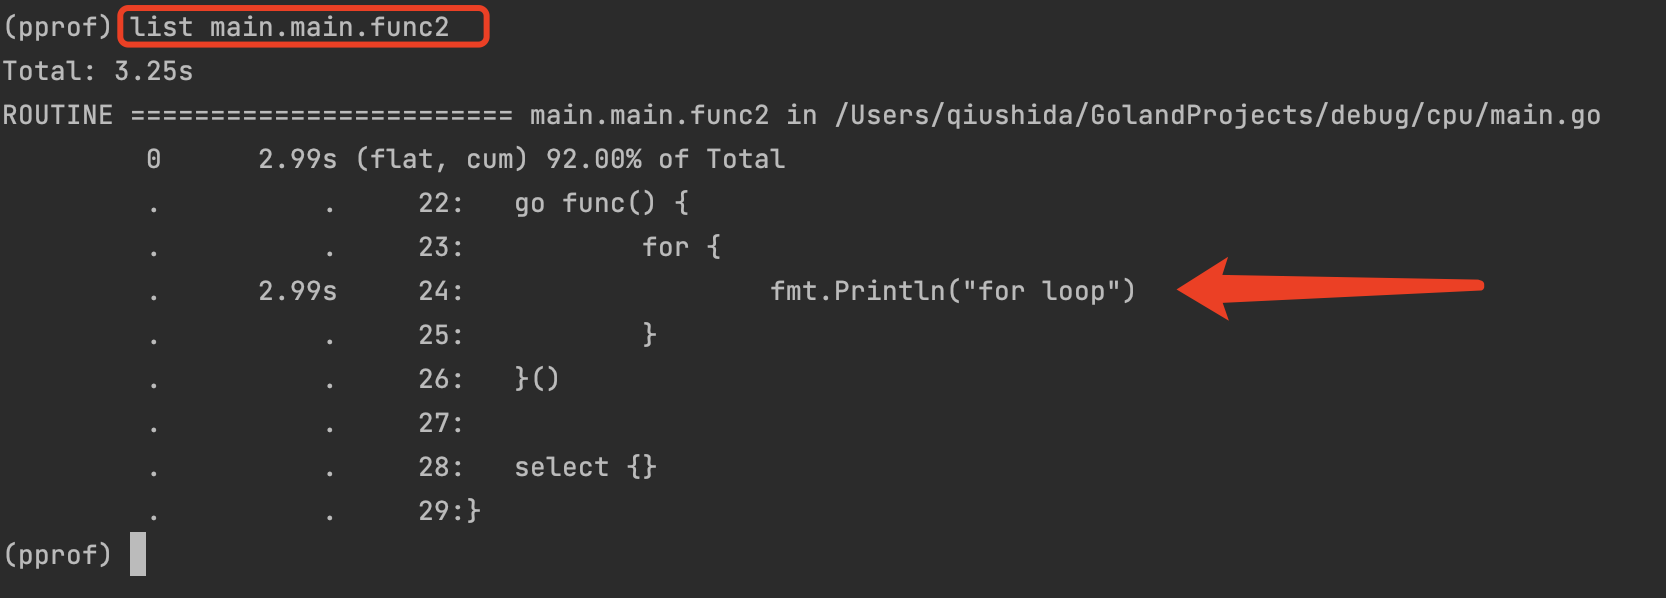 (pprof) list main.main.func2
Total: 3.25s
ROUTINE ======================== main.main.func2 in /Users/qiushida/GolandProjects/debug/cpu/main.go
         0      2.99s (flat, cum) 92.00% of Total
         .          .     22:	go func() {
         .          .     23:		for {
         .      2.99s     24:			fmt.Println("for loop")
         .          .     25:		}
         .          .     26:	}()
         .          .     27:
         .          .     28:	select {}
         .          .     29:}
(pprof)